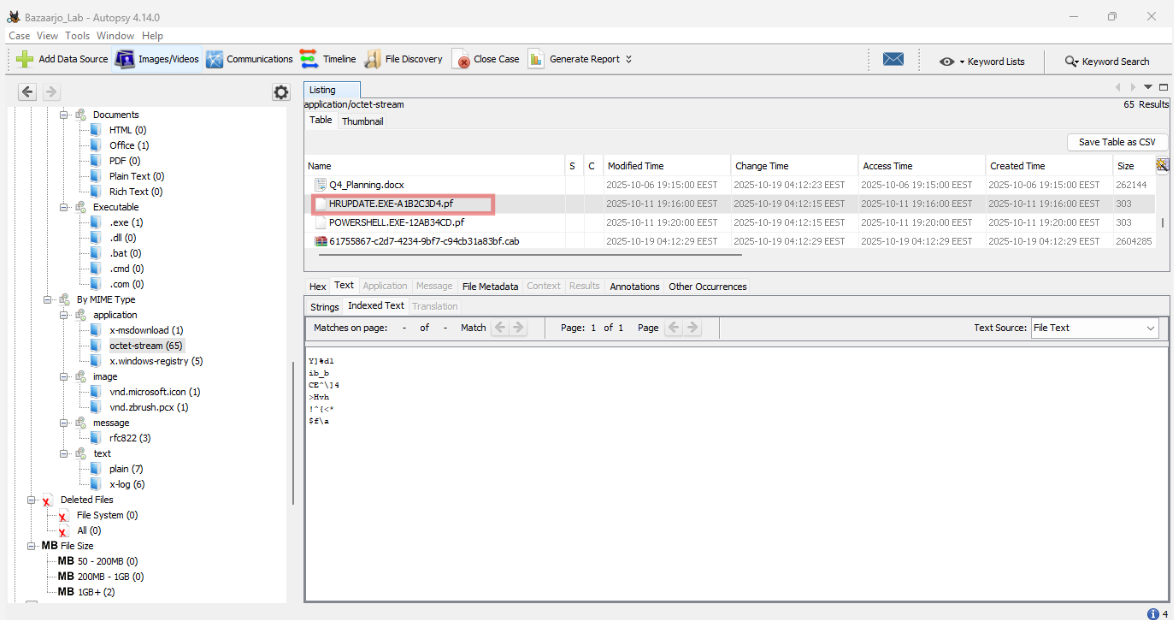 Bazaarjo_Lab - Autopsy 4.14.0
Case View Tools Window Help
Add Data Source Images/Videos Communications Timeline File Discovery Close Case Generate Report Keyword Lists Keyword Search
Documents
HTML (0)
Office (1)
PDF (0)
Plain Text (0)
Rich Text (0)
Executable
.exe (1)
.dll (0)
.bat (0)
.cmd (0)
.com (0)
By MIME Type
application
x-msdownload (1)
octet-stream (65)
x.windows-registry (5)
image
vnd.microsoft.icon (1)
vnd.zbrush.pcx (1)
message
rfc822 (3)
text
plain (7)
x-log (6)
Deleted Files
File System (0)
All (0)
MB File Size
MB 50 - 200MB (0)
MB 200MB - 1GB (0)
MB 1GB+ (2)
Listing
application/octet-stream 65 Results
Table Thumbnail
Save Table as CSV
Name S C Modified Time Change Time Access Time Created Time Size
Q4_Planning.docx 2025-10-06 19:15:00 EEST 2025-10-19 04:12:23 EEST 2025-10-06 19:15:00 EEST 2025-10-06 19:15:00 EEST 262144
HRUPDATE.EXE-A1B2C3D4.pf 2025-10-11 19:16:00 EEST 2025-10-19 04:12:15 EEST 2025-10-11 19:16:00 EEST 2025-10-11 19:16:00 EEST 303
POWERSHELL.EXE-12AB34CD.pf 2025-10-11 19:20:00 EEST 2025-10-19 04:12:15 EEST 2025-10-11 19:20:00 EEST 2025-10-11 19:20:00 EEST 303
61755867-c2d7-4234-9bf7-c94cb31a83bf.cab 2025-10-19 04:12:29 EEST 2025-10-19 04:12:29 EEST 2025-10-19 04:12:29 EEST 2025-10-19 04:12:29 EEST 2604285
Hex Text Application Message File Metadata Context Results Annotations Other Occurrences
Strings Indexed Text Translation
Matches on page: - of - Match Page: 1 of 1 Page Text Source: File Text
Y]%dl
ib_b
CE^\]4
>Hvh
!^{<*
$f\a
4